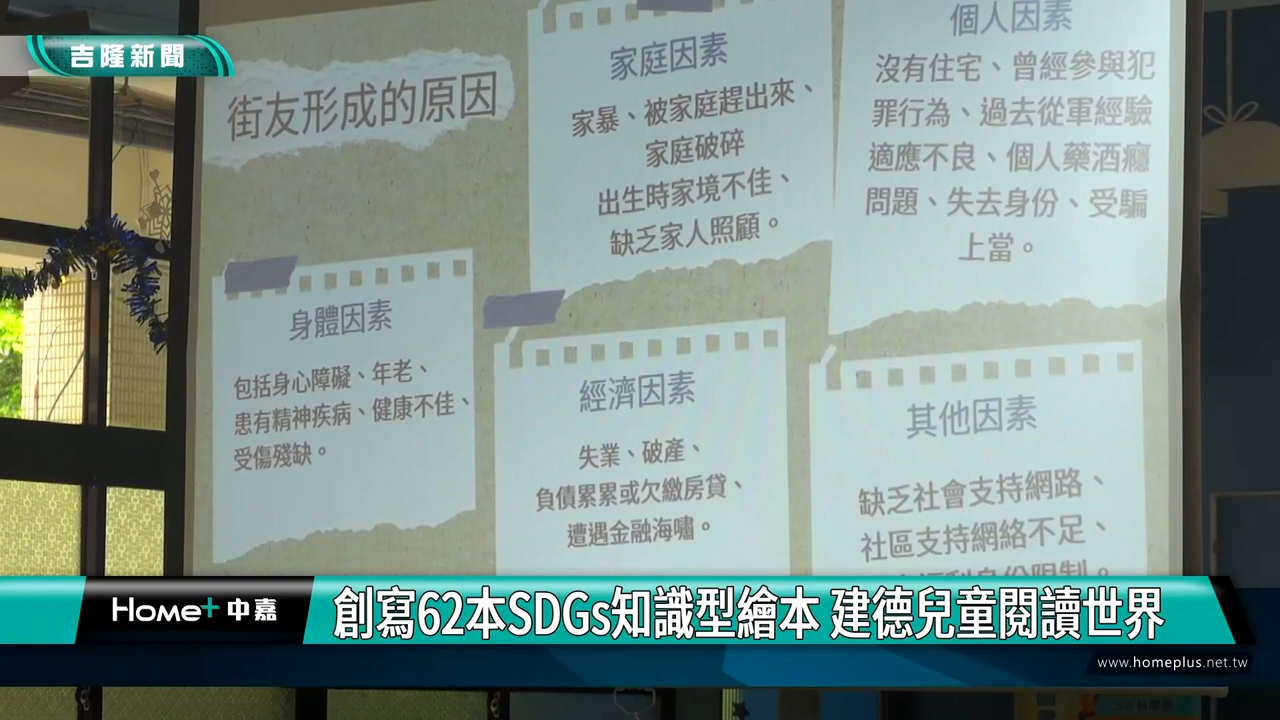 吉隆新聞
街友形成的原因
家庭因素
家暴、被家庭趕出來、
家庭破碎
出生時家境不佳、
缺乏家人照顧。
個人因素
沒有住宅、曾經參與犯
罪行為、過去從軍經驗
適應不良、個人藥酒癮
問題、失去身份、受騙
上當。
身體因素
包括身心障礙、年老、
患有精神疾病、健康不佳、
受傷殘缺。
經濟因素
失業、破產、
負債累累或欠繳房貸、
遭遇金融海嘯。
其他因素
缺乏社會支持網路、
社區支持網絡不足、
福利身份限制。
Home+中嘉
創寫62本SDGs知識型繪本 建德兒童閱讀世界
www.homeplus.net.tw